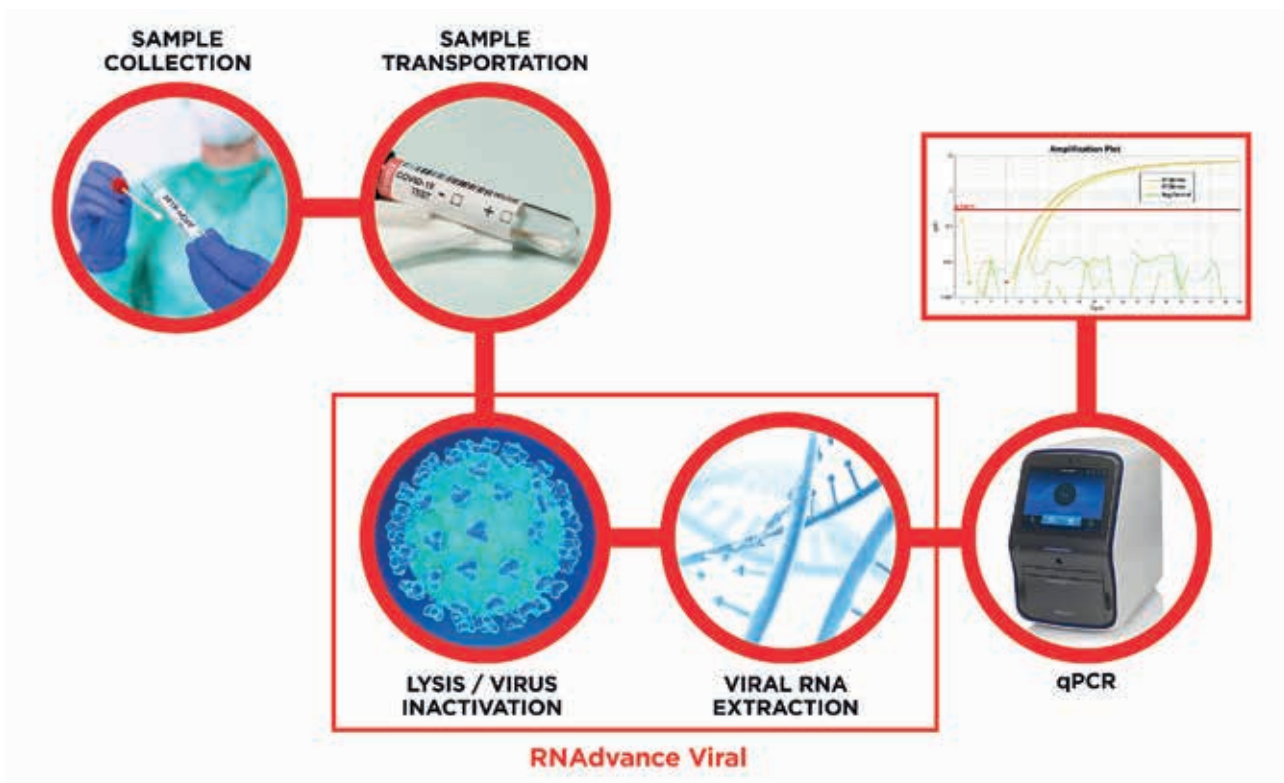 SAMPLE
COLLECTION
SAMPLE
TRANSPORTATION
COVID-19
TEST
- +
Amplification Plot
LYSIS / VIRUS
INACTIVATION
VIRAL RNA
EXTRACTION
qPCR
RNAdvance Viral